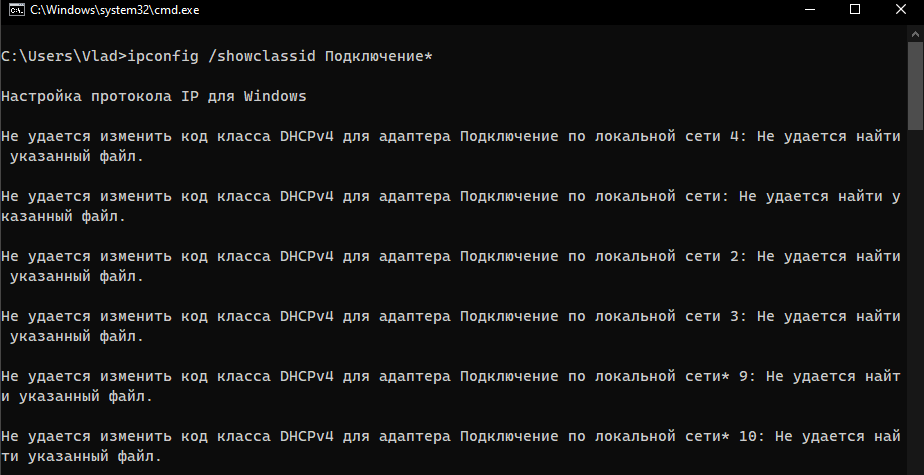 C:\Windows\system32\cmd.exe
C:\Users\Vlad>ipconfig /showclassid Подключение*
Настройка протокола IP для Windows
Не удается изменить код класса DHCPv4 для адаптера Подключение по локальной сети 4: Не удается найти
указанный файл.
Не удается изменить код класса DHCPv4 для адаптера Подключение по локальной сети: Не удается найти у
казанный файл.
Не удается изменить код класса DHCPv4 для адаптера Подключение по локальной сети 2: Не удается найти
указанный файл.
Не удается изменить код класса DHCPv4 для адаптера Подключение по локальной сети 3: Не удается найти
указанный файл.
Не удается изменить код класса DHCPv4 для адаптера Подключение по локальной сети* 9: Не удается найт
и указанный файл.
Не удается изменить код класса DHCPv4 для адаптера Подключение по локальной сети* 10: Не удается най
ти указанный файл.